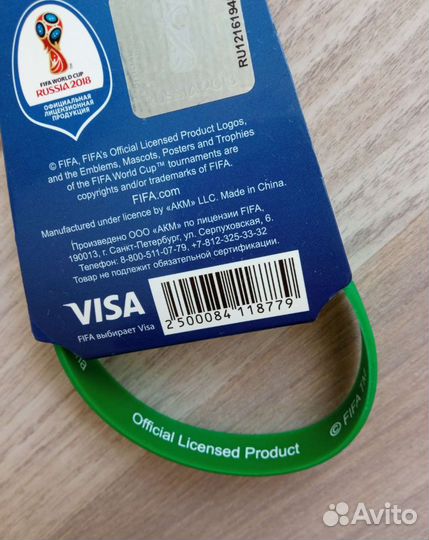 FIFA WORLD CUP
RUSSIA 2018
ОФИЦИАЛЬНАЯ
ЛИЦЕНЗИОННАЯ
ПРОДУКЦИЯ
RU1216194
© FIFA, FIFA's Official Licensed Product Logos,
and the Emblems, Mascots, Posters and Trophies
of the FIFA World Cup™ tournaments are
copyrights and/or trademarks of FIFA.
FIFA.com
Manufactured under licence by «AKM» LLC. Made in China.
Произведено ООО «АКМ» по лицензии FIFA,
190013, г. Санкт-Петербург, ул. Серпуховская, 6.
Телефон: 8-800-511-07-79, +7-812-325-33-32
Товар не подлежит обязательной сертификации.
VISA
FIFA выбирает Visa
2 500084 118779
Official Licensed Product
© FIFA TM
Avito